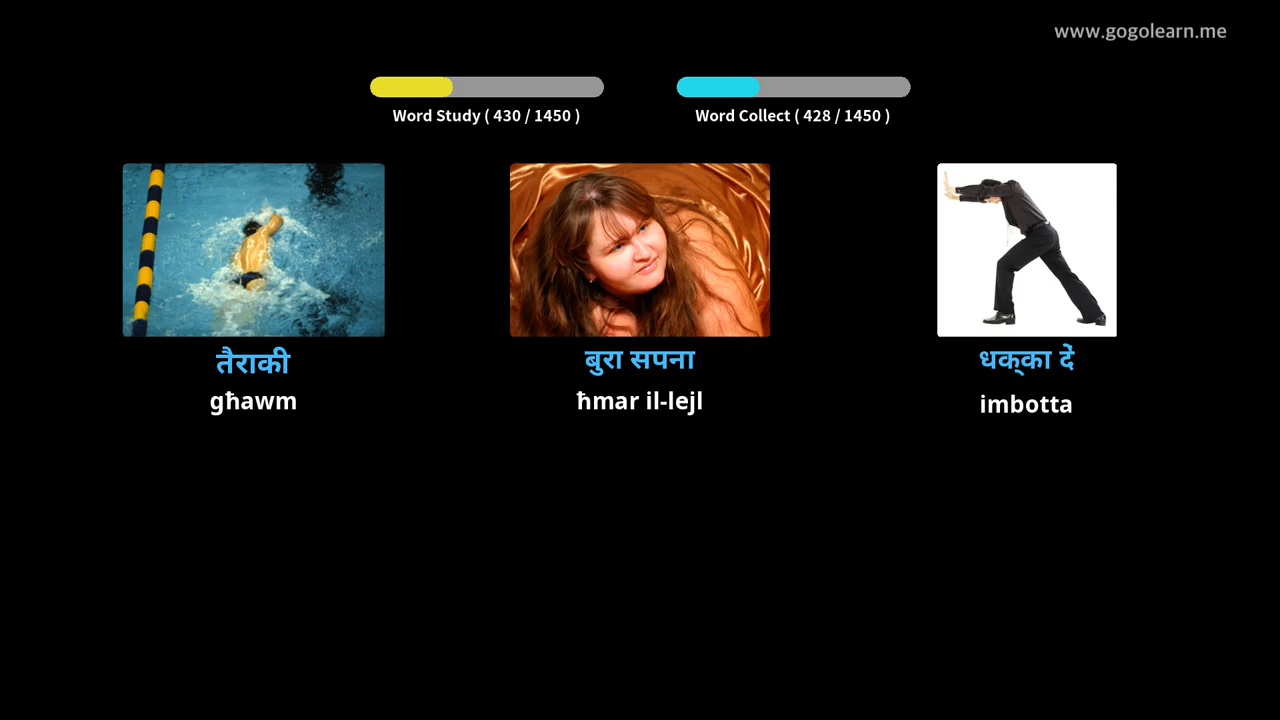 www.gogolearn.me
Word Study ( 430 / 1450 )
Word Collect ( 428 / 1450 )
तैराकी
बुरा सपना
धक्का दें
għawm
ħmar il-lejl
imbotta